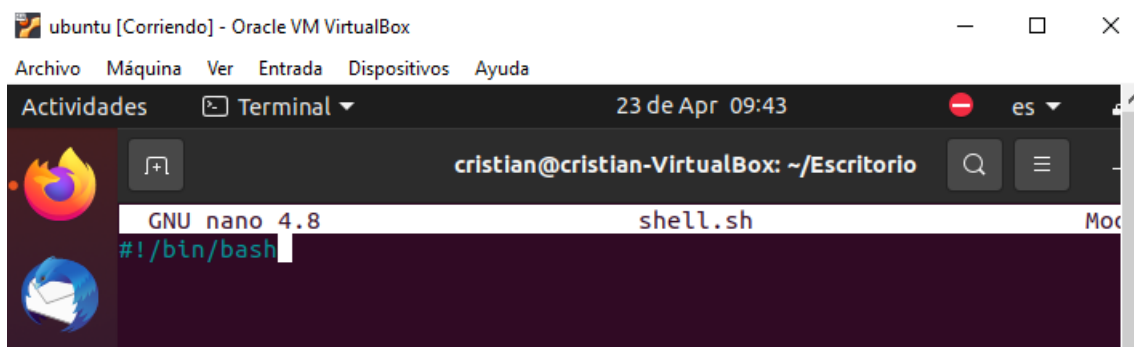 ubuntu [Corriendo] - Oracle VM VirtualBox
Archivo Máquina Ver Entrada Dispositivos Ayuda
Actividades Terminal 23 de Apr 09:43 es
cristian@cristian-VirtualBox: ~/Escritorio
GNU nano 4.8 shell.sh Mod
#!/bin/bash